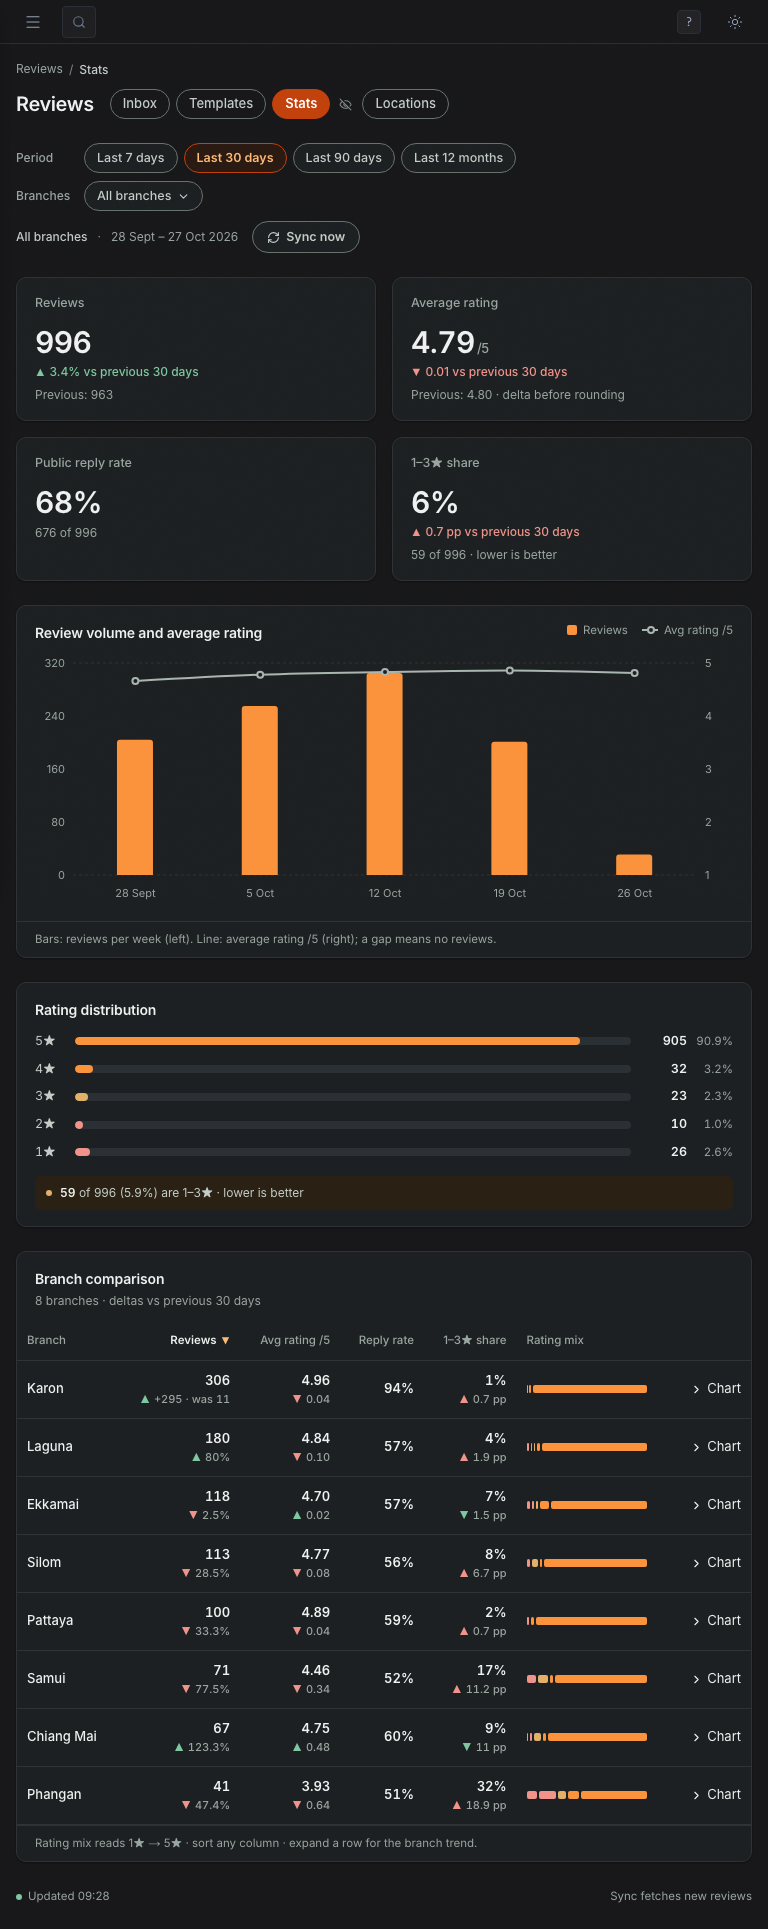 ?
Reviews / Stats
Reviews Inbox Templates Stats Locations
Period Last 7 days Last 30 days Last 90 days Last 12 months
Branches All branches
All branches · 28 Sept – 27 Oct 2026 Sync now
Reviews
996
▲ 3.4% vs previous 30 days
Previous: 963
Average rating
4.79 /5
▼ 0.01 vs previous 30 days
Previous: 4.80 · delta before rounding
Public reply rate
68%
676 of 996
1–3★ share
6%
▲ 0.7 pp vs previous 30 days
59 of 996 · lower is better
Review volume and average rating
Reviews Avg rating /5
320 5
240 4
160 3
80 2
0 1
28 Sept 5 Oct 12 Oct 19 Oct 26 Oct
Bars: reviews per week (left). Line: average rating /5 (right); a gap means no reviews.
Rating distribution
5★ 905 90.9%
4★ 32 3.2%
3★ 23 2.3%
2★ 10 1.0%
1★ 26 2.6%
59 of 996 (5.9%) are 1–3★ · lower is better
Branch comparison
8 branches · deltas vs previous 30 days
Branch Reviews ▼ Avg rating /5 Reply rate 1–3★ share Rating mix
Karon 306 4.96 94% 1% Chart
▲ +295 · was 11 ▼ 0.04 ▲ 0.7 pp
Laguna 180 4.84 57% 4% Chart
▲ 80% ▼ 0.10 ▲ 1.9 pp
Ekkamai 118 4.70 57% 7% Chart
▼ 2.5% ▲ 0.02 ▼ 1.5 pp
Silom 113 4.77 56% 8% Chart
▼ 28.5% ▼ 0.08 ▲ 6.7 pp
Pattaya 100 4.89 59% 2% Chart
▼ 33.3% ▼ 0.04 ▲ 0.7 pp
Samui 71 4.46 52% 17% Chart
▼ 77.5% ▼ 0.34 ▲ 11.2 pp
Chiang Mai 67 4.75 60% 9% Chart
▲ 123.3% ▲ 0.48 ▼ 11 pp
Phangan 41 3.93 51% 32% Chart
▼ 47.4% ▼ 0.64 ▲ 18.9 pp
Rating mix reads 1★ → 5★ · sort any column · expand a row for the branch trend.
Updated 09:28 Sync fetches new reviews